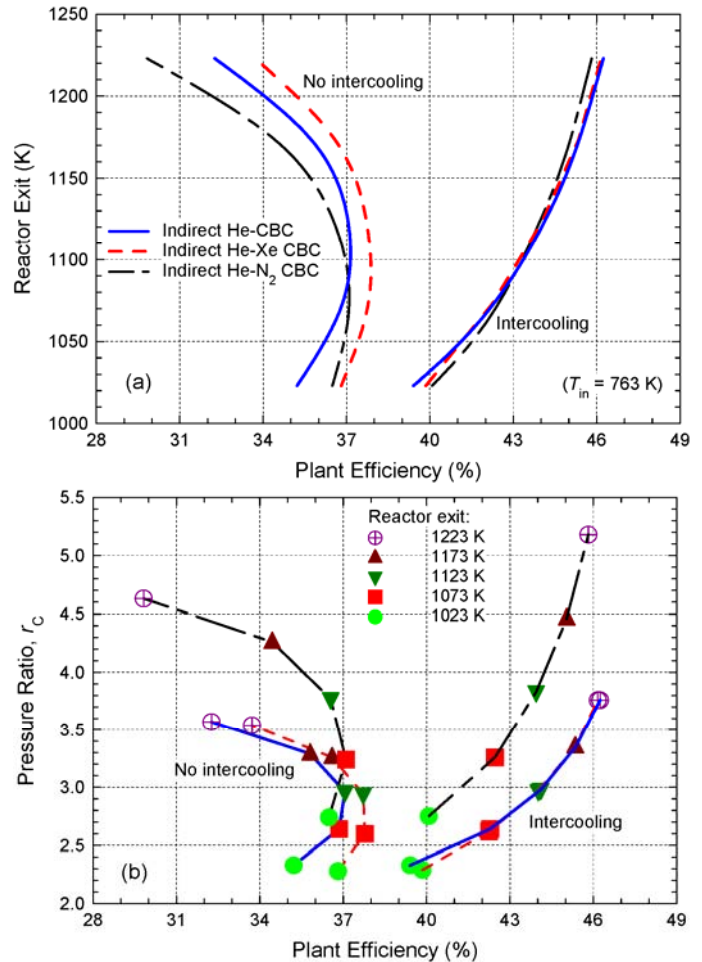 1200
1150
1100
1050
1000
Reactor Exit (K)
No intercooling
Indirect He-CBC
Indirect He-Xe CBC
Indirect He-N₂ CBC
Intercooling
(a)
(T_in = 763 K)
28 31 34 37 40 43 46 49
Plant Efficiency (%)
5.5
5.0
4.5
4.0
3.5
3.0
2.5
2.0
Pressure Ratio, r_C
Reactor exit:
1223 K
1173 K
1123 K
1073 K
1023 K
No intercooling
Intercooling
(b)
28 31 34 37 40 43 46 49
Plant Efficiency (%)